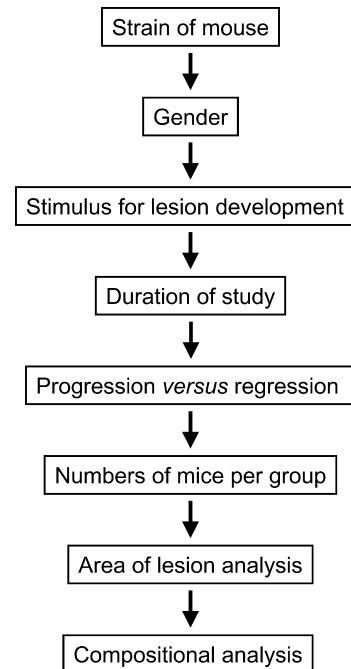 Strain of mouse
Gender
Stimulus for lesion development
Duration of study
Progression versus regression
Numbers of mice per group
Area of lesion analysis
Compositional analysis